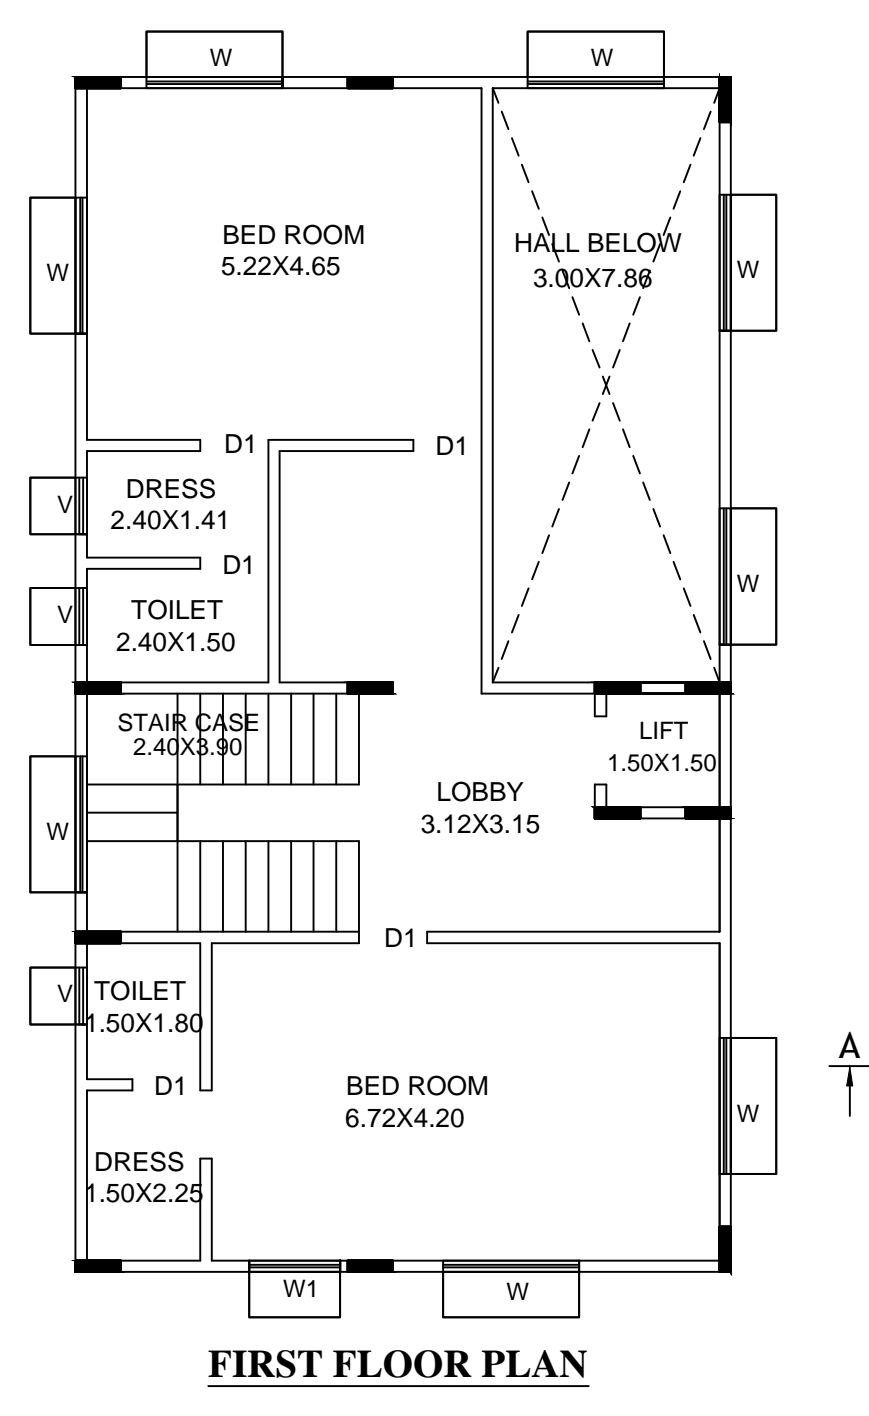 W
W
BED ROOM
5.22X4.65
HALL BELOW
3.00X7.86
W
W
D1
D1
DRESS
2.40X1.41
V
D1
W
TOILET
2.40X1.50
V
STAIR CASE
2.40X3.90
LIFT
1.50X1.50
LOBBY
3.12X3.15
W
D1
TOILET
1.50X1.80
V
A
D1
BED ROOM
6.72X4.20
W
DRESS
1.50X2.25
W1
W
FIRST FLOOR PLAN